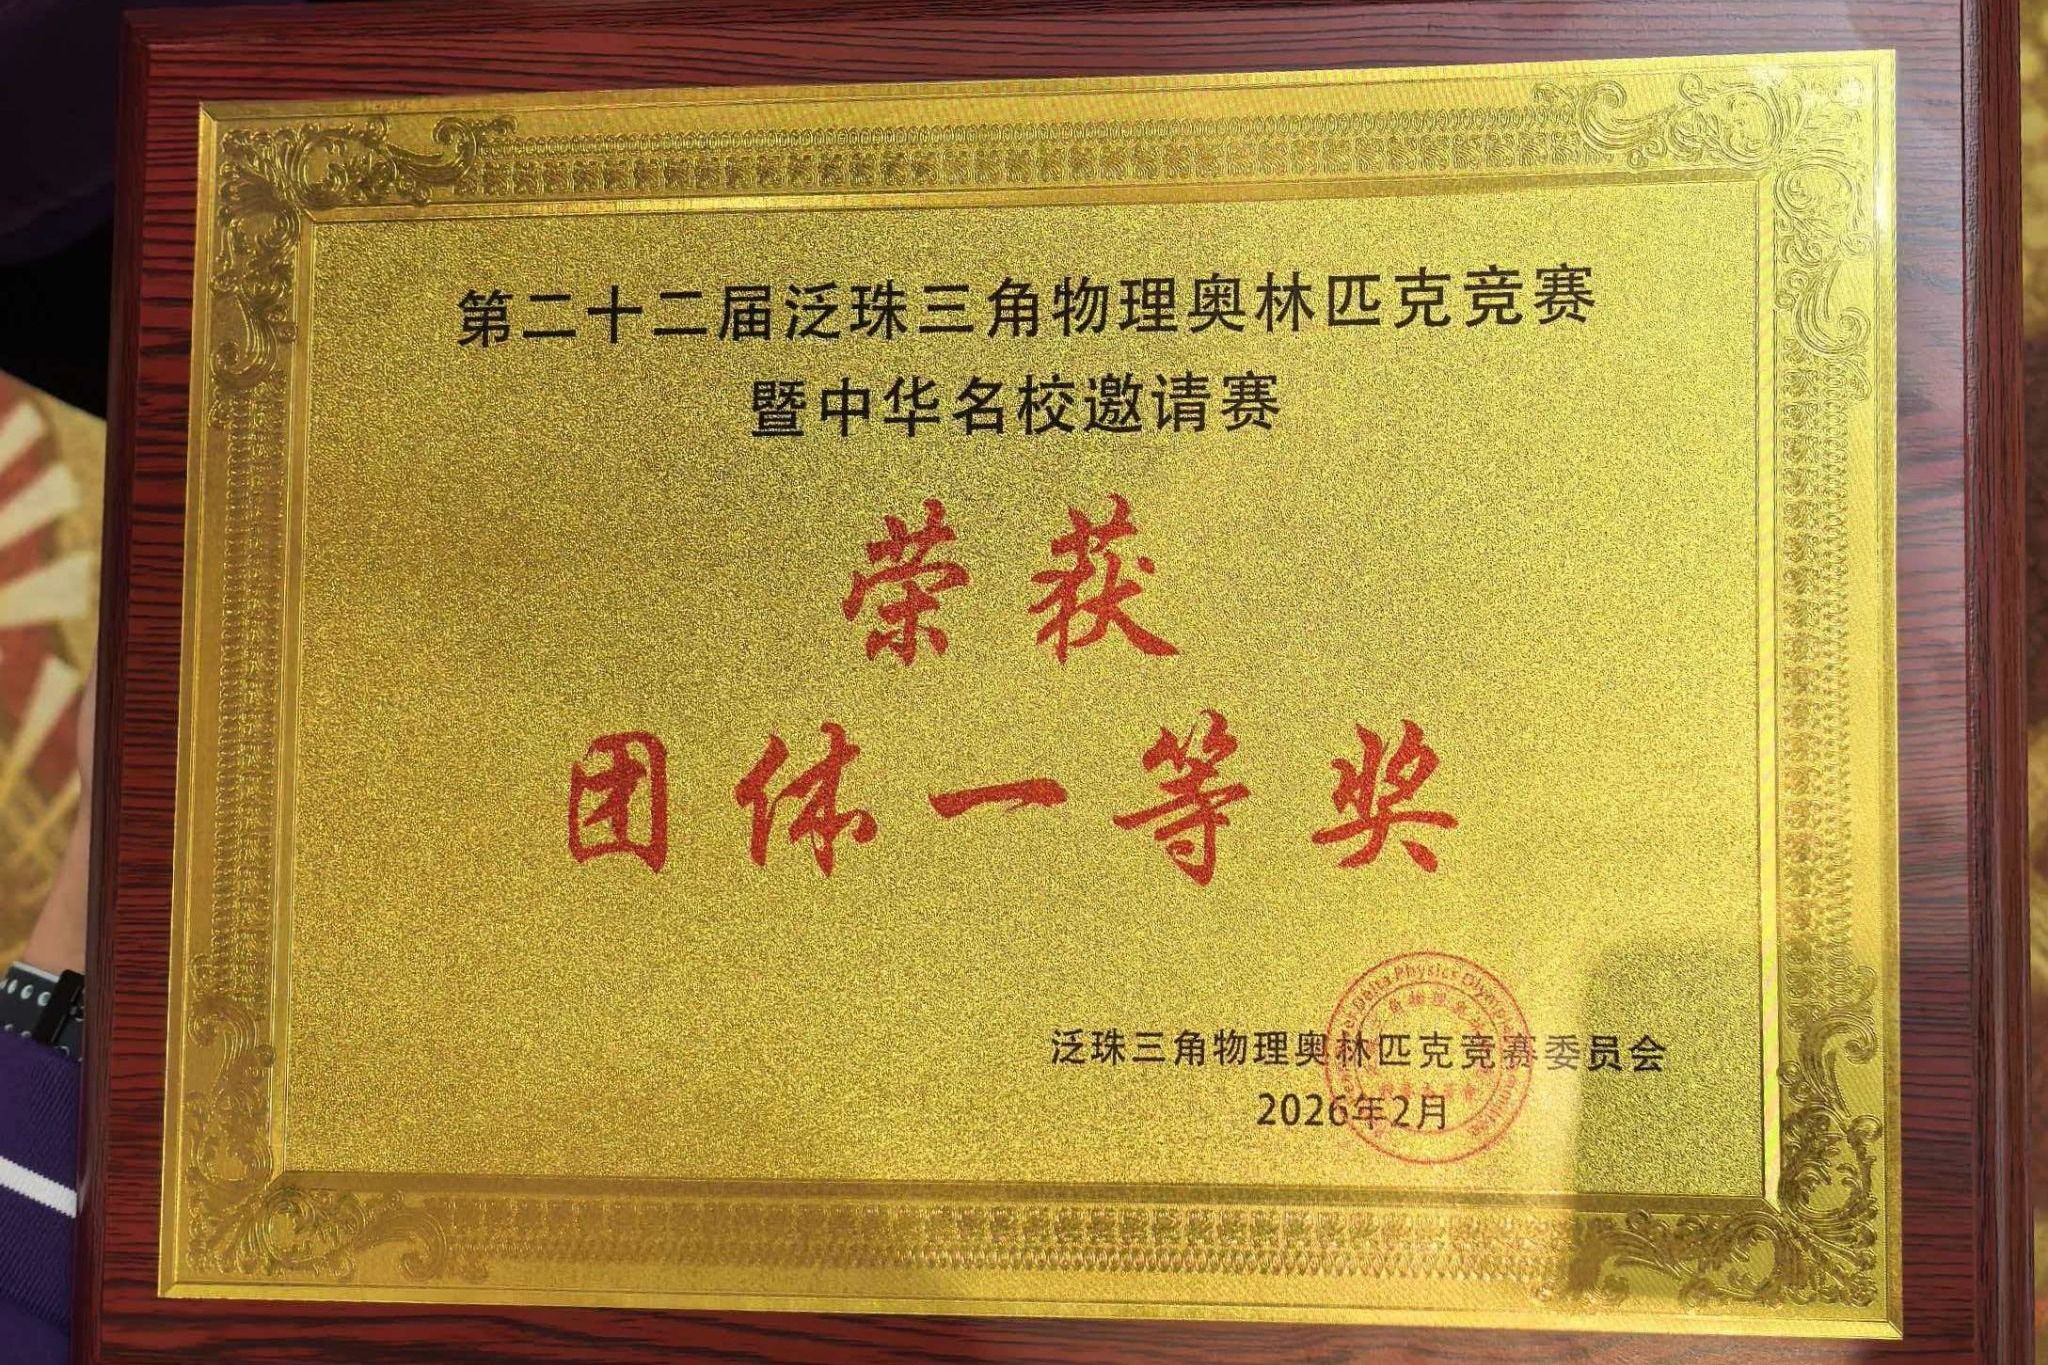 第二十二届泛珠三角物理奥林匹克竞赛
暨中华名校邀请赛
荣获
团体一等奖
泛珠三角物理奥林匹克竞赛委员会
2026年2月